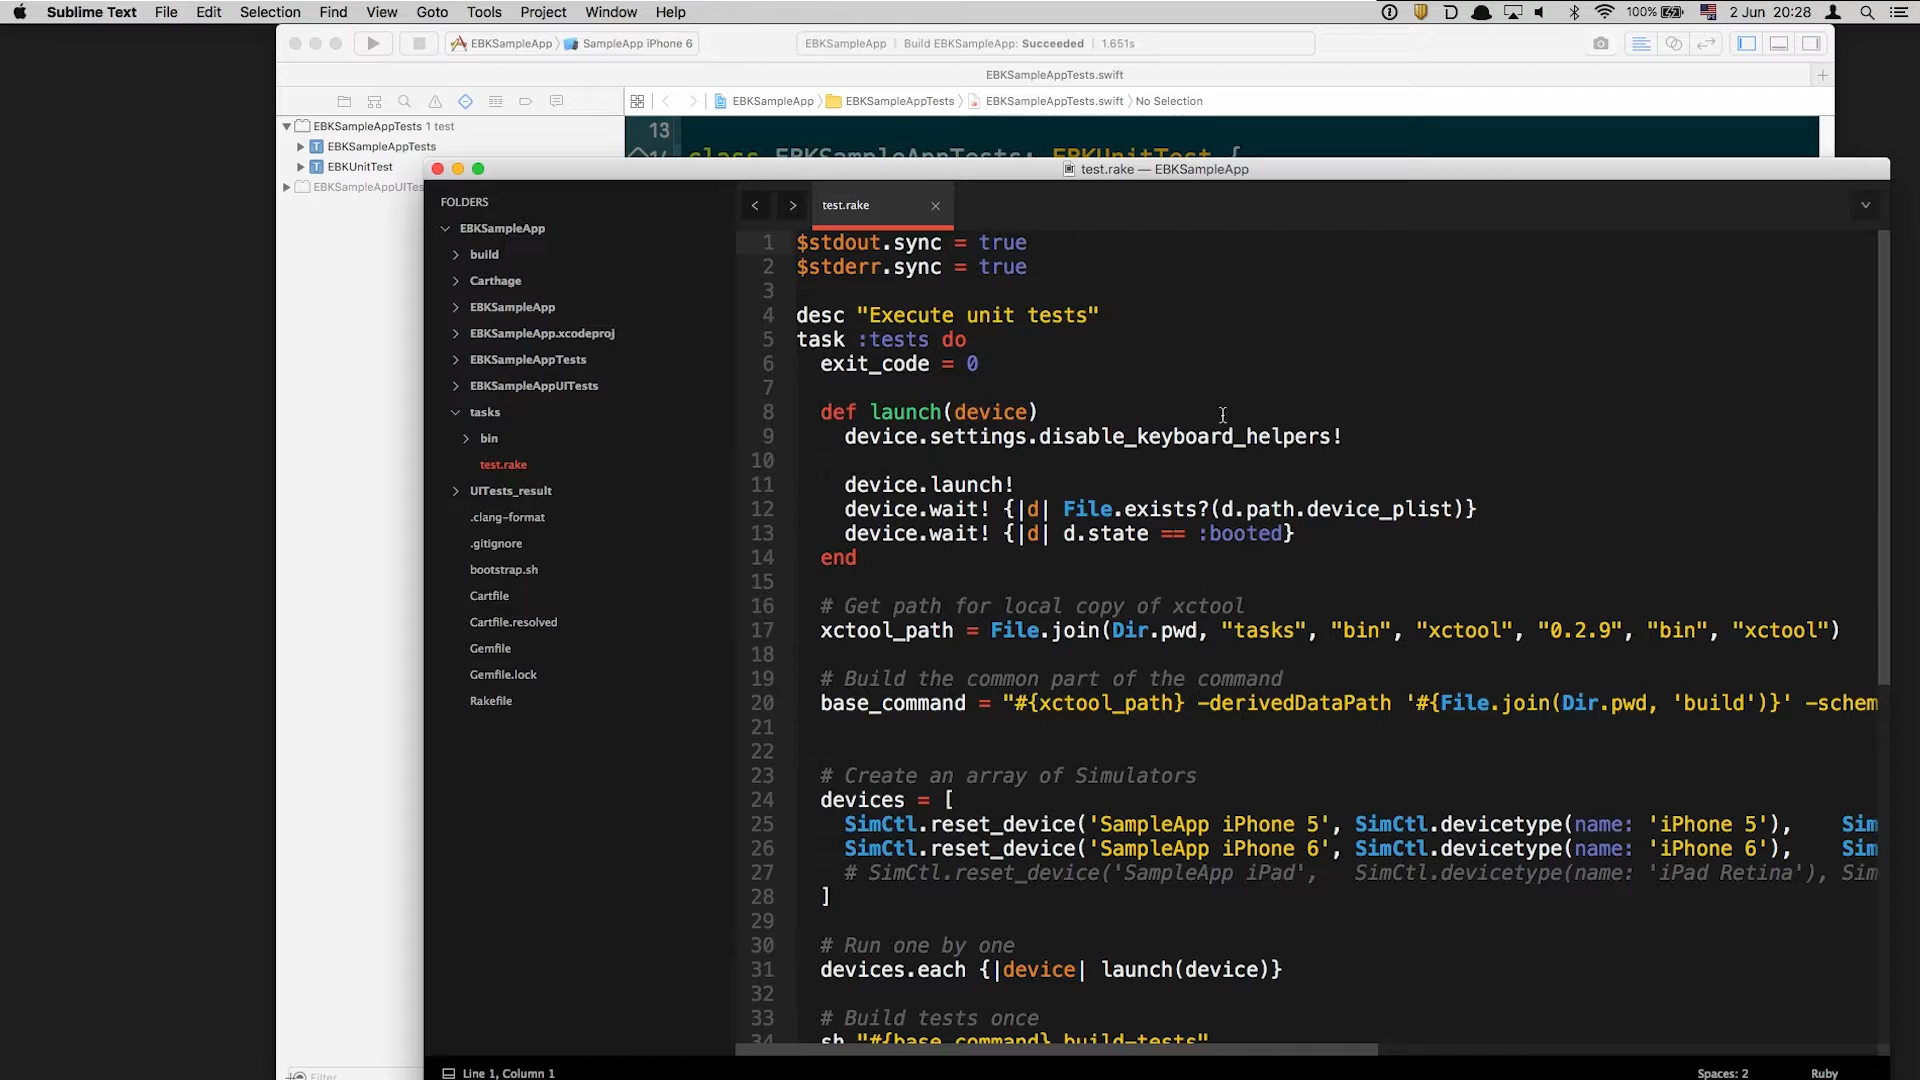 Sublime Text File Edit Selection Find View Goto Tools Project Window Help 100% 2 Jun 20:28
EBKSampleApp SampleApp iPhone 6 EBKSampleApp Build EBKSampleApp: Succeeded 1.651s
EBKSampleAppTests.swift
EBKSampleApp EBKSampleAppTests EBKSampleAppTests.swift No Selection
EBKSampleAppTests 1 test
EBKSampleAppTests
EBKUnitTest
EBKSampleAppUITes
13
14 class EBKSampleAppTests: EBKUnitTest {
test.rake — EBKSampleApp
FOLDERS
EBKSampleApp
build
Carthage
EBKSampleApp
EBKSampleApp.xcodeproj
EBKSampleAppTests
EBKSampleAppUITests
tasks
bin
test.rake
UITests_result
.clang-format
.gitignore
bootstrap.sh
Cartfile
Cartfile.resolved
Gemfile
Gemfile.lock
Rakefile
test.rake
1 $stdout.sync = true
2 $stderr.sync = true
3
4 desc "Execute unit tests"
5 task :tests do
6 exit_code = 0
7
8 def launch(device)
9 device.settings.disable_keyboard_helpers!
10
11 device.launch!
12 device.wait! {|d| File.exists?(d.path.device_plist)}
13 device.wait! {|d| d.state == :booted}
14 end
15
16 # Get path for local copy of xctool
17 xctool_path = File.join(Dir.pwd, "tasks", "bin", "xctool", "0.2.9", "bin", "xctool")
18
19 # Build the common part of the command
20 base_command = "#{xctool_path} -derivedDataPath '#{File.join(Dir.pwd, 'build')}' -schem
21
22
23 # Create an array of Simulators
24 devices = [
25 SimCtl.reset_device('SampleApp iPhone 5', SimCtl.devicetype(name: 'iPhone 5'), Sim
26 SimCtl.reset_device('SampleApp iPhone 6', SimCtl.devicetype(name: 'iPhone 6'), Sim
27 # SimCtl.reset_device('SampleApp iPad', SimCtl.devicetype(name: 'iPad Retina'), Sim
28 ]
29
30 # Run one by one
31 devices.each {|device| launch(device)}
32
33 # Build tests once
34 sh "#{base_command} build-tests"
Filter
Line 1, Column 1 Spaces: 2 Ruby